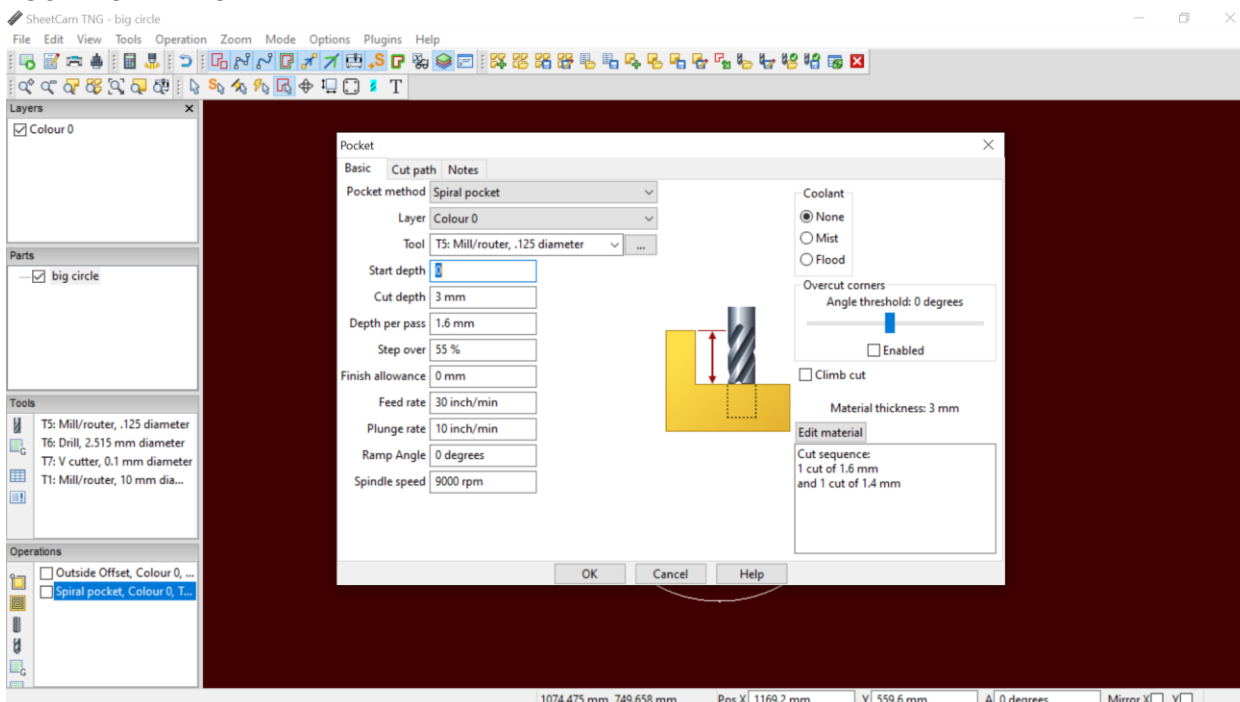 SheetCam TNG - big circle
File Edit View Tools Operation Zoom Mode Options Plugins Help
Layers
Colour 0
Parts
big circle
Tools
T5: Mill/router, .125 diameter
T6: Drill, 2.515 mm diameter
T7: V cutter, 0.1 mm diameter
T1: Mill/router, 10 mm dia...
Operations
Outside Offset, Colour 0, ...
Spiral pocket, Colour 0, T...
Pocket
Basic Cut path Notes
Pocket method Spiral pocket
Layer Colour 0
Tool T5: Mill/router, .125 diameter ...
Start depth 0
Cut depth 3 mm
Depth per pass 1.6 mm
Step over 55 %
Finish allowance 0 mm
Feed rate 30 inch/min
Plunge rate 10 inch/min
Ramp Angle 0 degrees
Spindle speed 9000 rpm
Coolant
None
Mist
Flood
Overcut corners
Angle threshold: 0 degrees
Enabled
Climb cut
Material thickness: 3 mm
Edit material
Cut sequence:
1 cut of 1.6 mm
and 1 cut of 1.4 mm
OK Cancel Help
1074.475 mm, 749.658 mm Pos X 1169.2 mm Y 559.6 mm A 0 degrees Mirror X Y